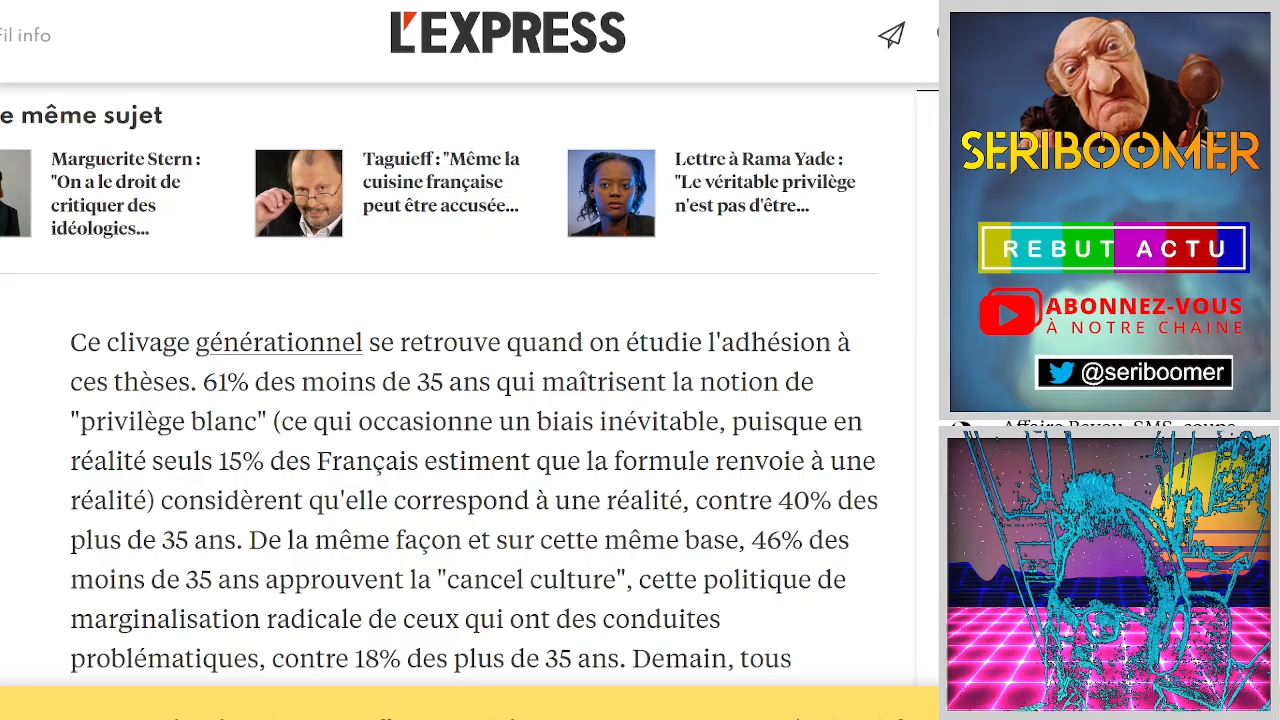 Fil info
L'EXPRESS
e même sujet
Marguerite Stern :
"On a le droit de
critiquer des
idéologies...
Taguieff : "Même la
cuisine française
peut être accusée...
Lettre à Rama Yade :
"Le véritable privilège
n'est pas d'être...
Ce clivage générationnel se retrouve quand on étudie l'adhésion à
ces thèses. 61% des moins de 35 ans qui maîtrisent la notion de
"privilège blanc" (ce qui occasionne un biais inévitable, puisque en
réalité seuls 15% des Français estiment que la formule renvoie à une
réalité) considèrent qu'elle correspond à une réalité, contre 40% des
plus de 35 ans. De la même façon et sur cette même base, 46% des
moins de 35 ans approuvent la "cancel culture", cette politique de
marginalisation radicale de ceux qui ont des conduites
problématiques, contre 18% des plus de 35 ans. Demain, tous
SERIBOOMER
REBUT ACTU
ABONNEZ-VOUS
À NOTRE CHAINE
@seriboomer